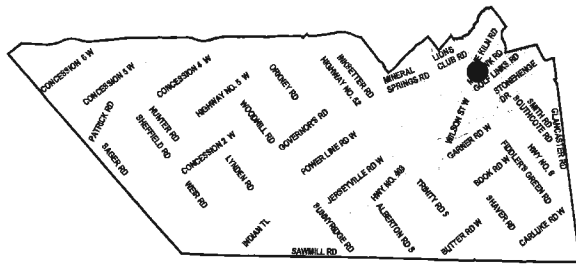 CONCESSION 6 W
CONCESSION 5 W
CONCESSION 4 W
HIGHWAY NO. 5 W
ORKNEY RD
INKSETTER RD
HIGHWAY NO. 52
MINERAL
SPRINGS RD
LIONS
CLUB RD
KILN RD
LINKS RD
STONEHENGE
DR
SMITH RD
SOUTHCOTE RD
GLANCASTER RD
PATRICK RD
SAGER RD
HUNTER RD
SHEFFIELD RD
WOODHILL RD
GOVERNOR'S RD
CONCESSION 2 W
LYNDEN RD
WEIR RD
POWER LINE RD W
WILSON ST W
GARNER RD W
HWY NO. 6
FIDDLER'S GREEN RD
BOOK RD W
JERSEYVILLE RD W
HWY NO. 403
TRINITY RD S
SHAVER RD
INDIAN TL
SUNNYRIDGE RD
ALBERTON RD S
BUTTER RD W
CARLUKE RD W
SAWMILL RD